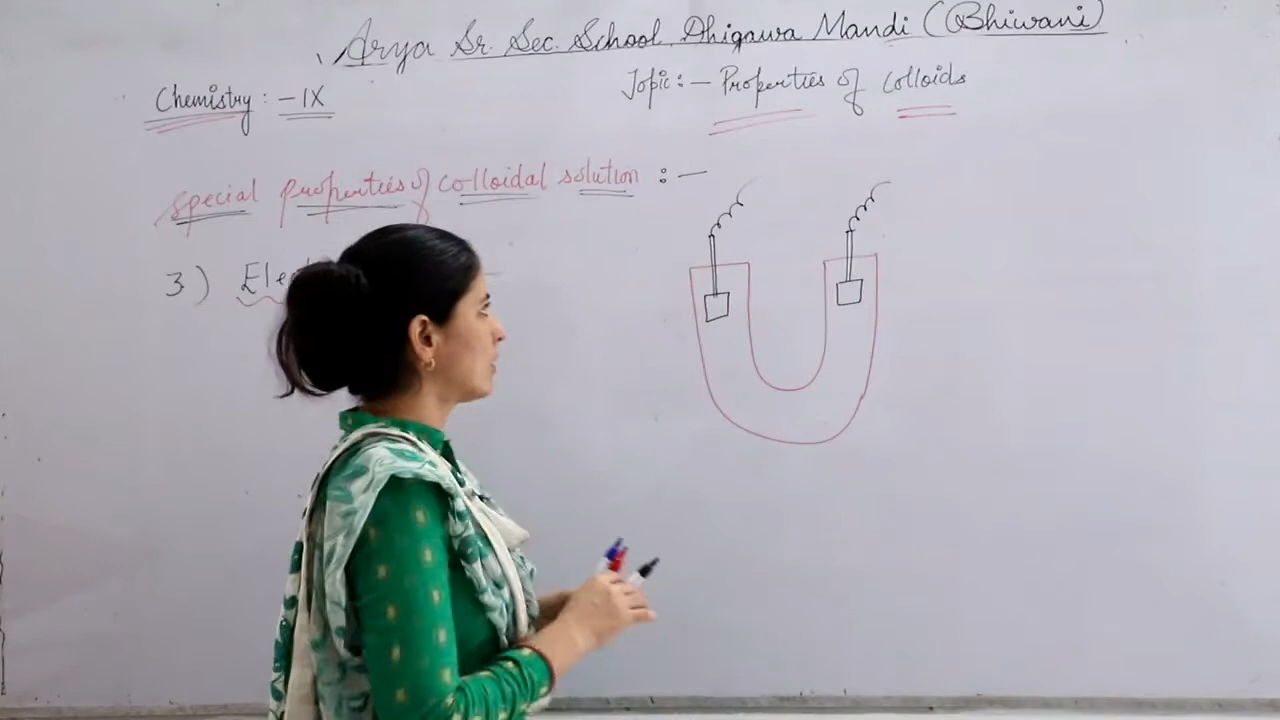 Arya Sr. Sec. School, Dhigawa Mandi (Bhiwani)
Chemistry : - IX
Topic :- Properties of Colloids
special properties of colloidal solution :-
3)